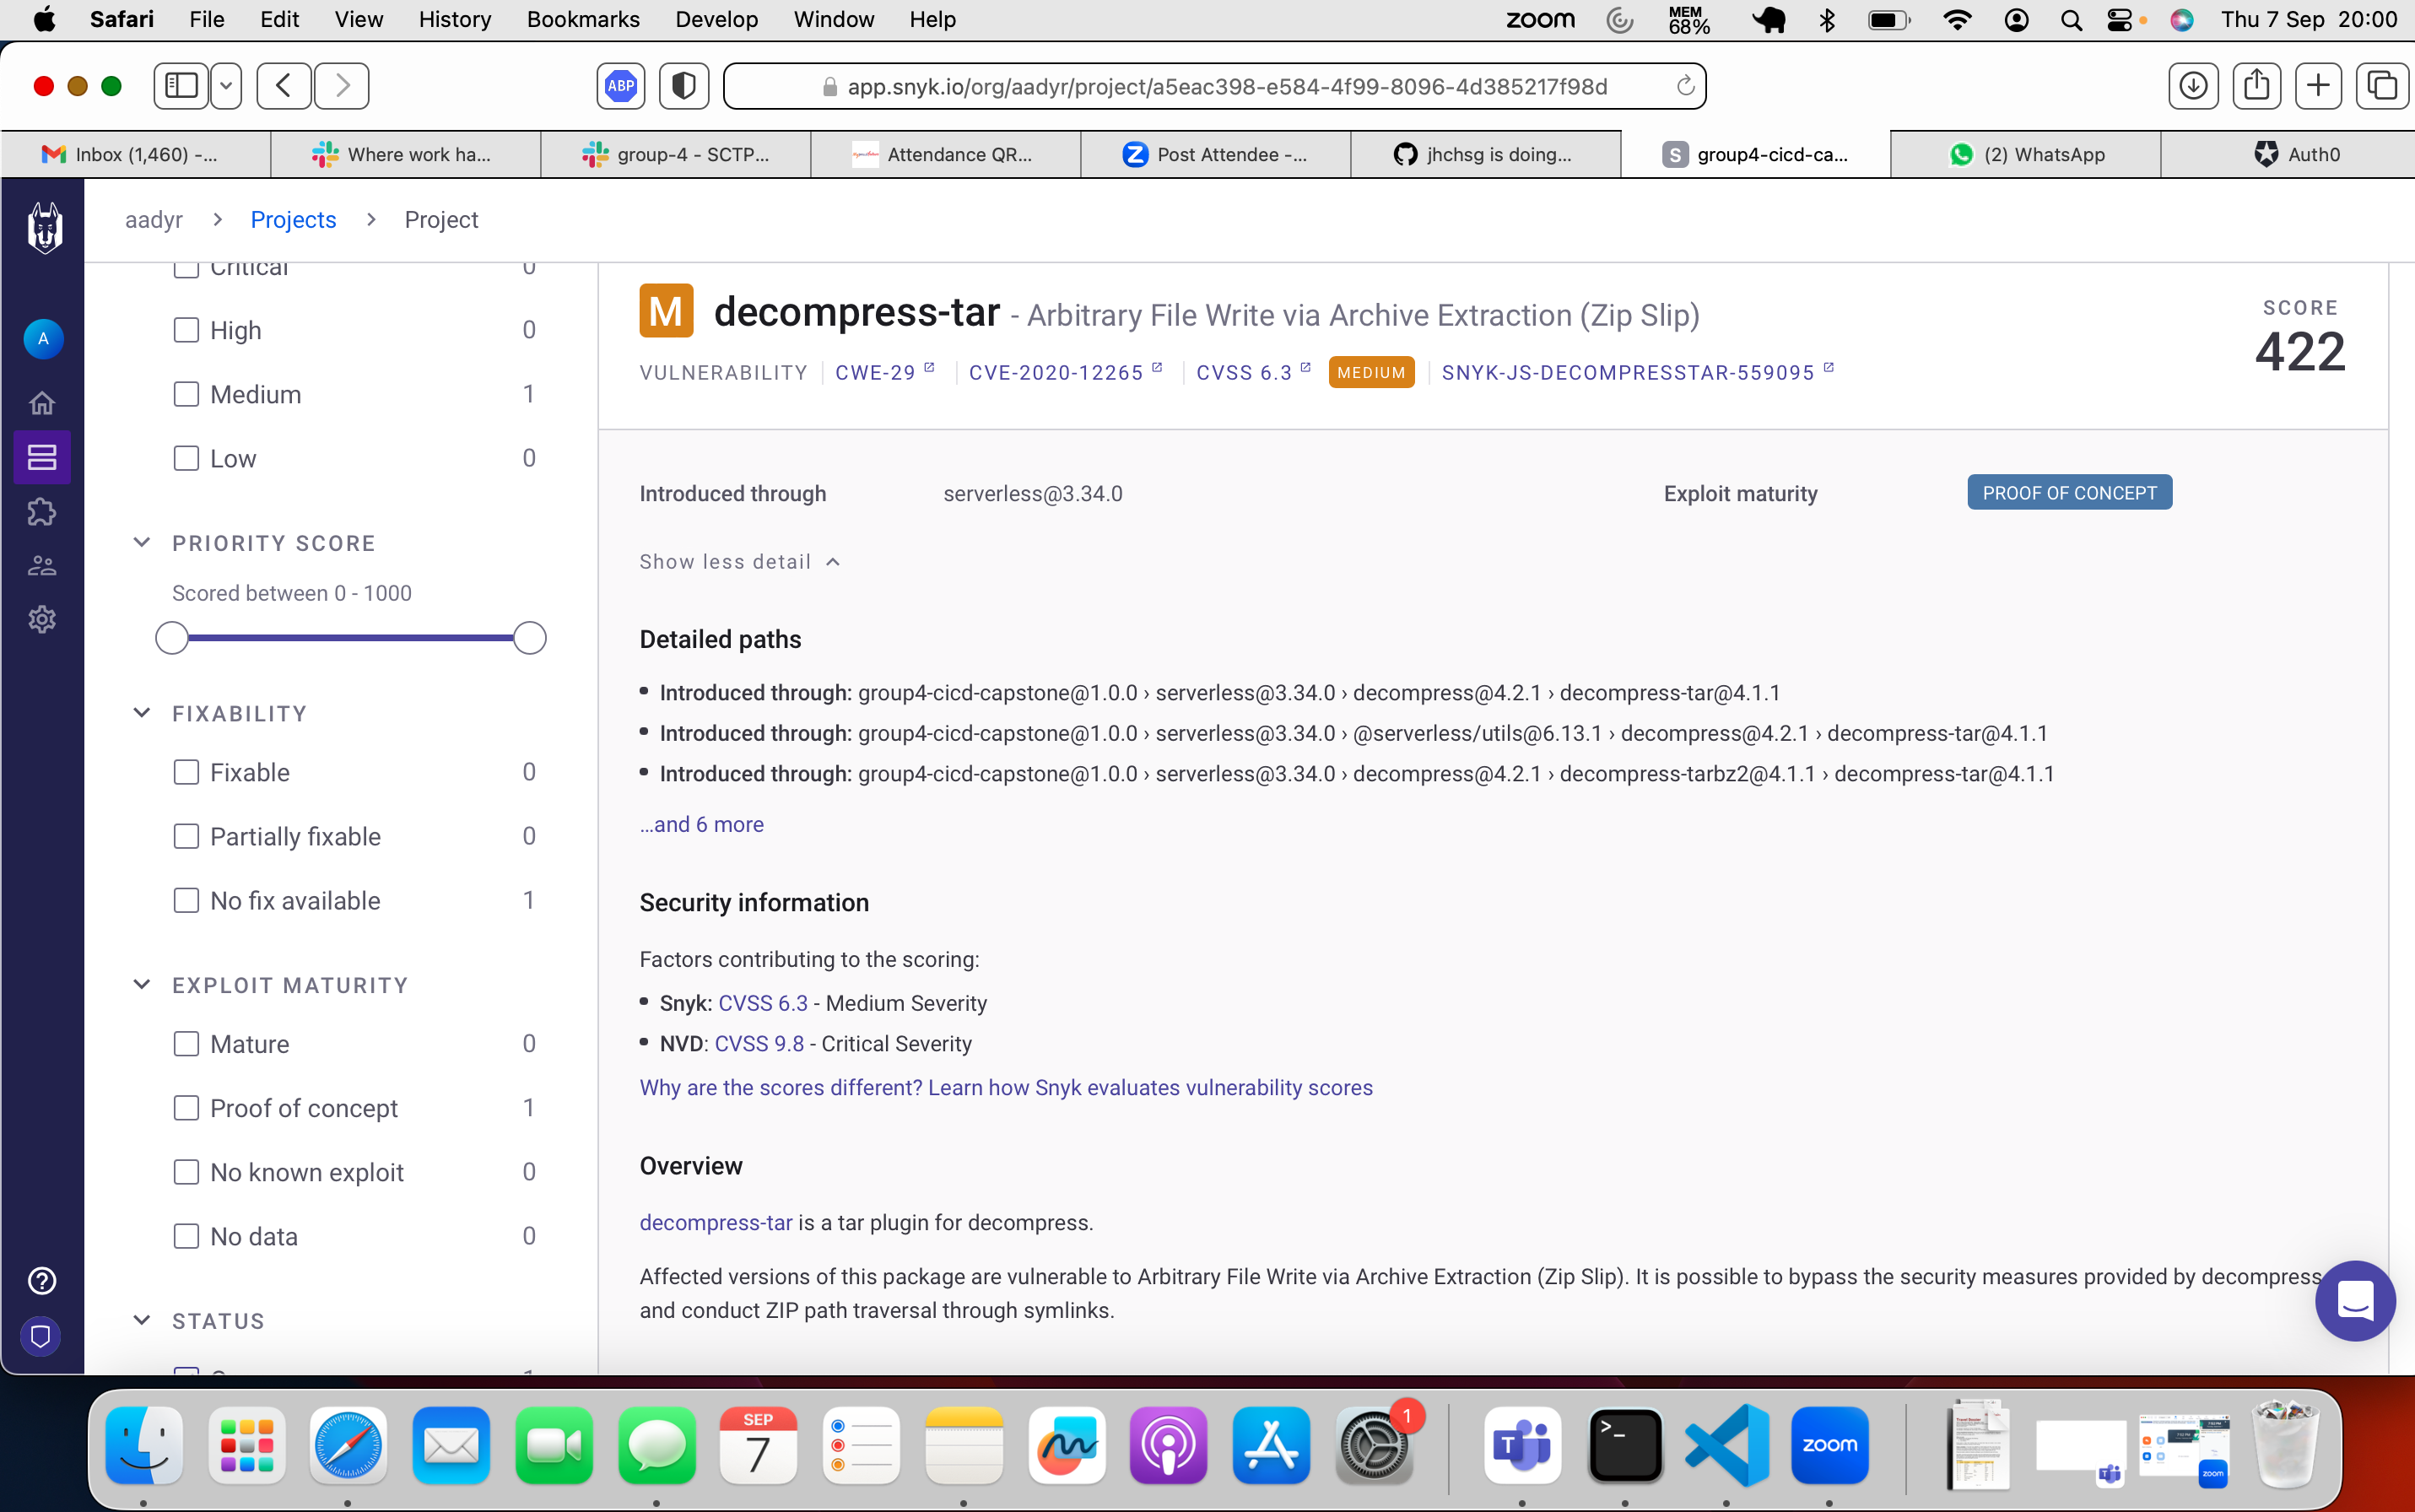 Safari File Edit View History Bookmarks Develop Window Help zoom MEM 68% Thu 7 Sep 20:00
ABP app.snyk.io/org/aadyr/project/a5eac398-e584-4f99-8096-4d385217f98d
Inbox (1,460) -... Where work ha... group-4 - SCTP... Attendance QR... Post Attendee -... jhchsg is doing... S group4-cicd-ca... (2) WhatsApp Auth0
aadyr > Projects > Project
A
Critical 0
High 0
Medium 1
Low 0
PRIORITY SCORE
Scored between 0 - 1000
FIXABILITY
Fixable 0
Partially fixable 0
No fix available 1
EXPLOIT MATURITY
Mature 0
Proof of concept 1
No known exploit 0
No data 0
STATUS
M decompress-tar - Arbitrary File Write via Archive Extraction (Zip Slip)
SCORE
422
VULNERABILITY CWE-29 CVE-2020-12265 CVSS 6.3 MEDIUM SNYK-JS-DECOMPRESSTAR-559095
Introduced through serverless@3.34.0 Exploit maturity PROOF OF CONCEPT
Show less detail
Detailed paths
• Introduced through: group4-cicd-capstone@1.0.0 › serverless@3.34.0 › decompress@4.2.1 › decompress-tar@4.1.1
• Introduced through: group4-cicd-capstone@1.0.0 › serverless@3.34.0 › @serverless/utils@6.13.1 › decompress@4.2.1 › decompress-tar@4.1.1
• Introduced through: group4-cicd-capstone@1.0.0 › serverless@3.34.0 › decompress@4.2.1 › decompress-tarbz2@4.1.1 › decompress-tar@4.1.1
...and 6 more
Security information
Factors contributing to the scoring:
• Snyk: CVSS 6.3 - Medium Severity
• NVD: CVSS 9.8 - Critical Severity
Why are the scores different? Learn how Snyk evaluates vulnerability scores
Overview
decompress-tar is a tar plugin for decompress.
Affected versions of this package are vulnerable to Arbitrary File Write via Archive Extraction (Zip Slip). It is possible to bypass the security measures provided by decompress
and conduct ZIP path traversal through symlinks.
SEP
7
1
T
>_
zoom
zoom